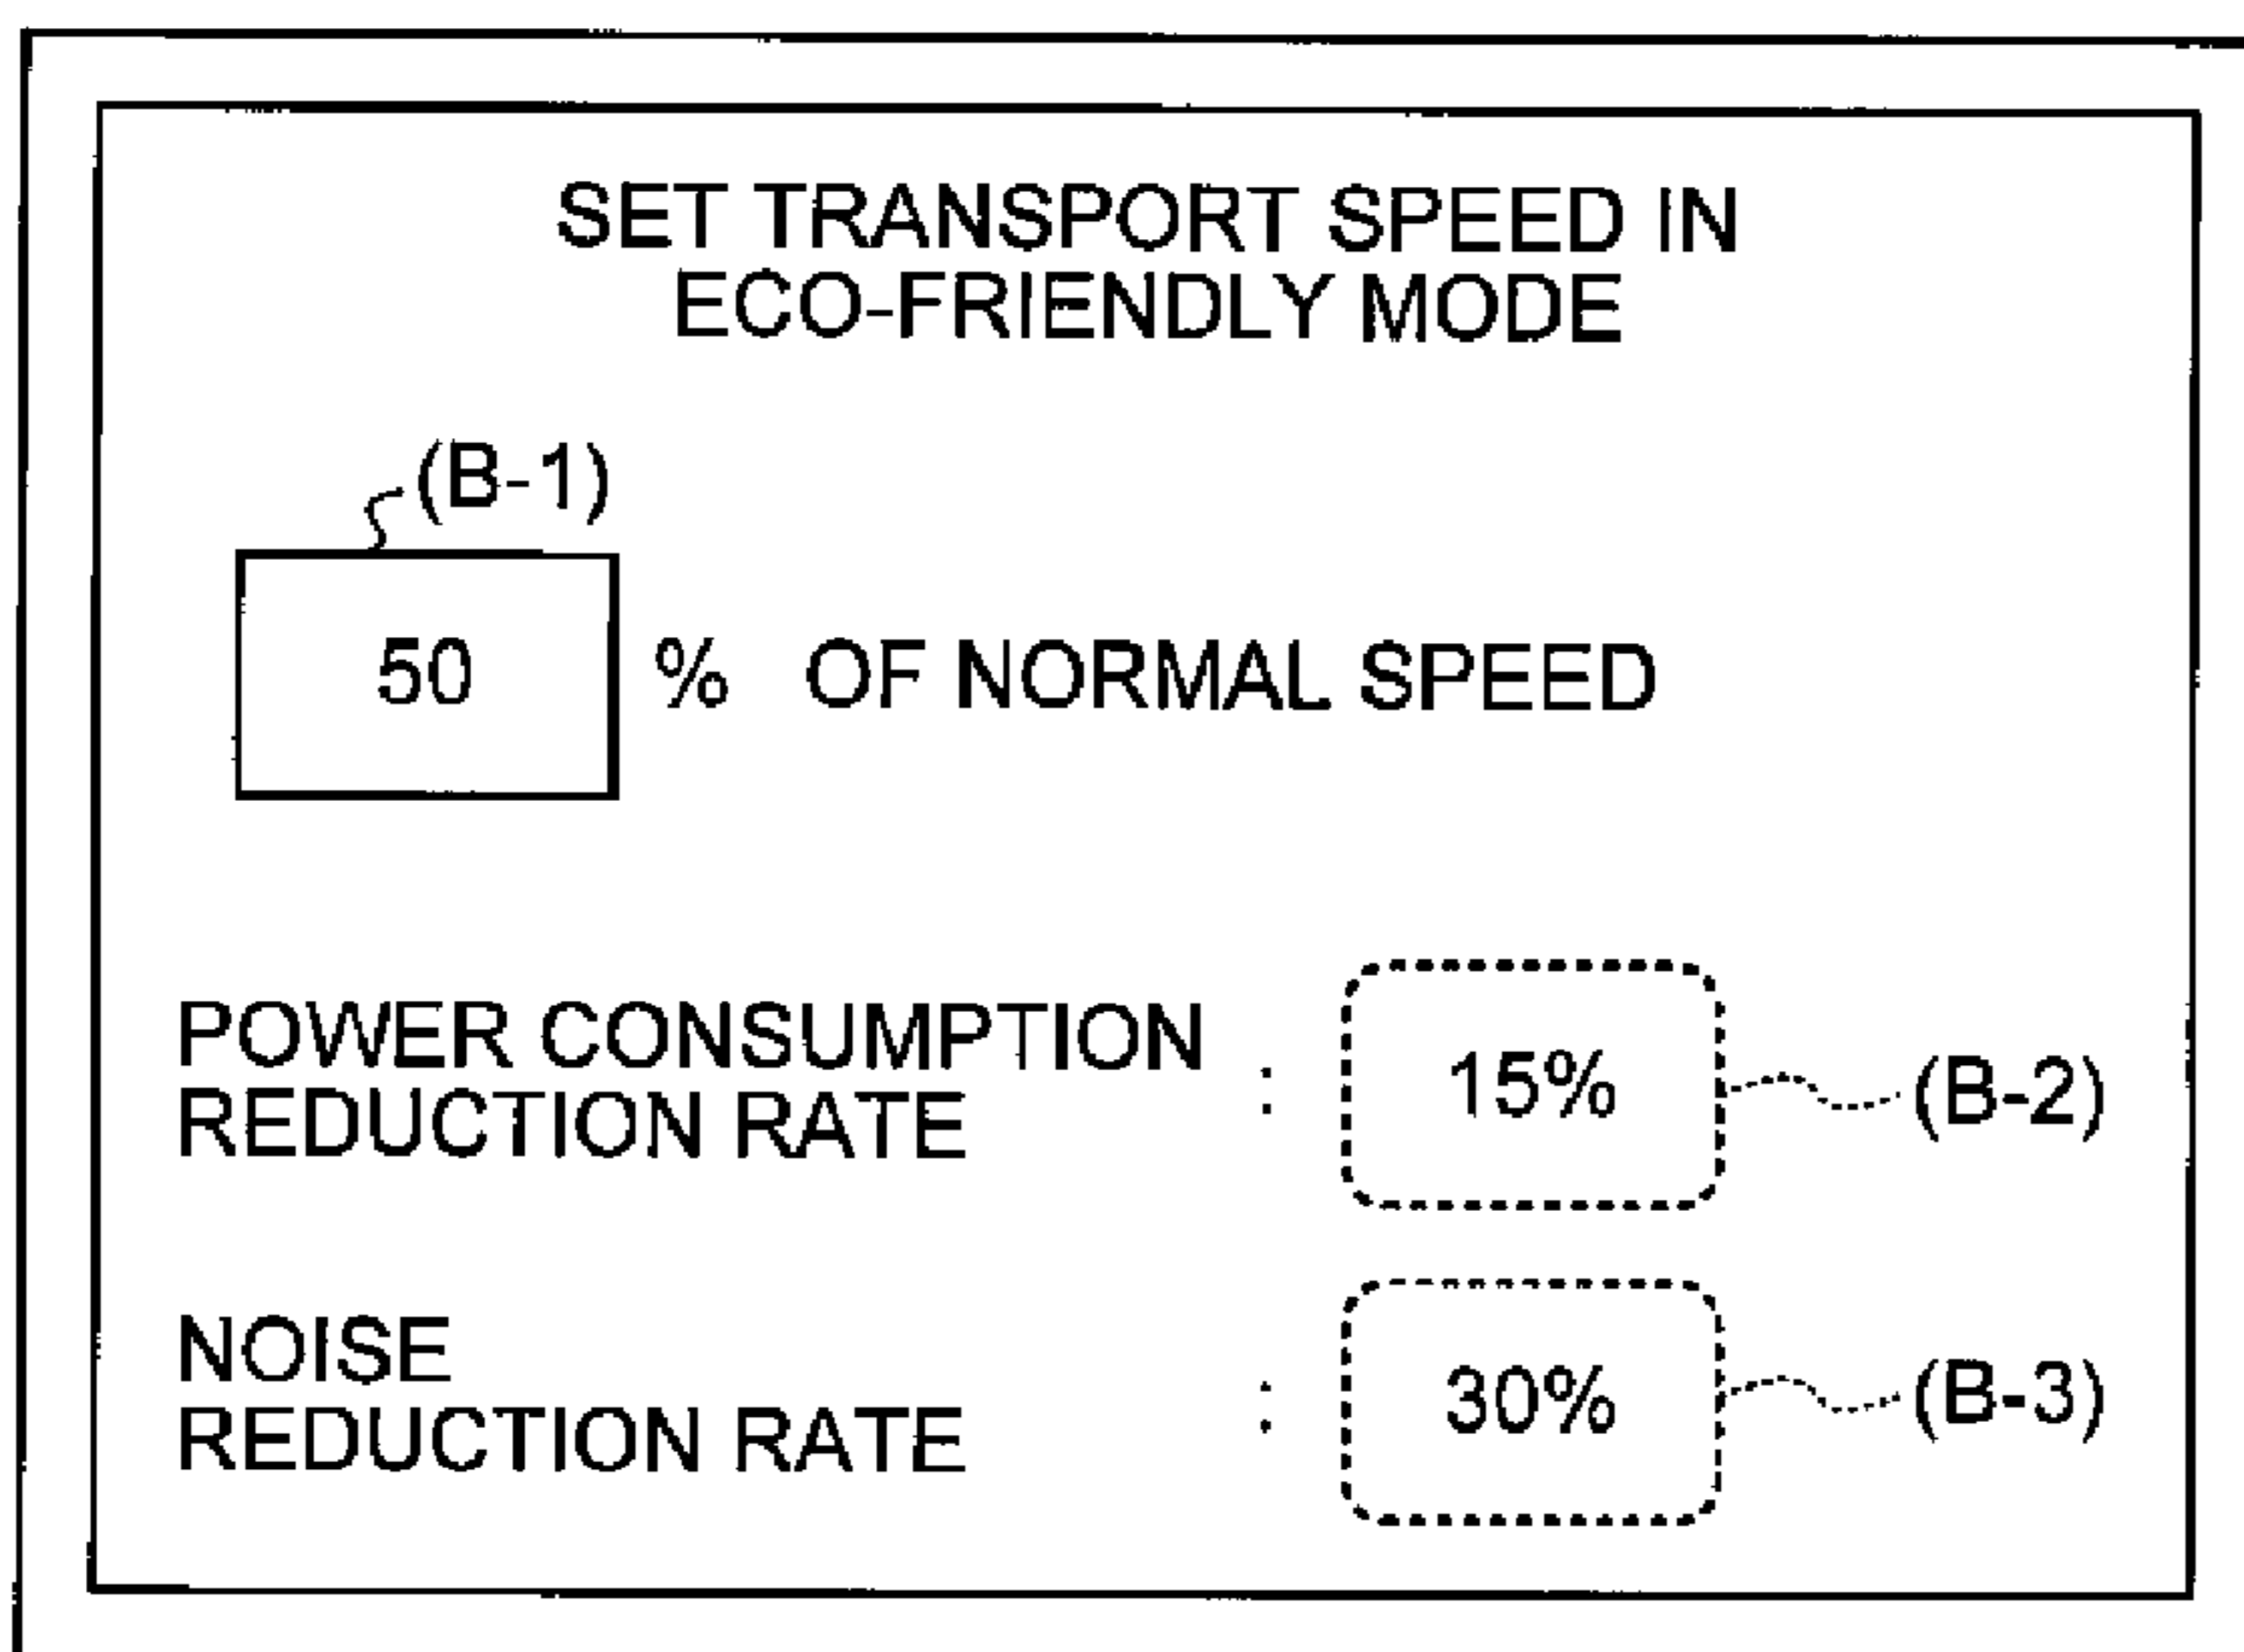 SET TRANSPORT SPEED IN
ECO-FRIENDLY MODE
(B-1)
50 % OF NORMAL SPEED
POWER CONSUMPTION
REDUCTION RATE : 15% (B-2)
NOISE
REDUCTION RATE : 30% (B-3)